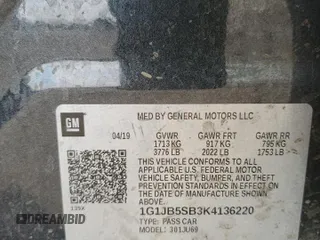 GM
MFD BY GENERAL MOTORS LLC
04/19 GVWR GAWR FRT GAWR RR
1713 KG 917 KG 795 KG
3776 LB 2022 LB 1753 LB
THIS VEHICLE CONFORMS TO ALL
APPLICABLE U.S. FEDERAL MOTOR
VEHICLE SAFETY, BUMPER, AND THEFT
PREVENTION STANDARDS IN EFFECT ON THE
DATE OF MANUFACTURE SHOWN ABOVE.
1G1JB5SB3K4136220
TYPE: PASS CAR
MODEL:
DREAMBID